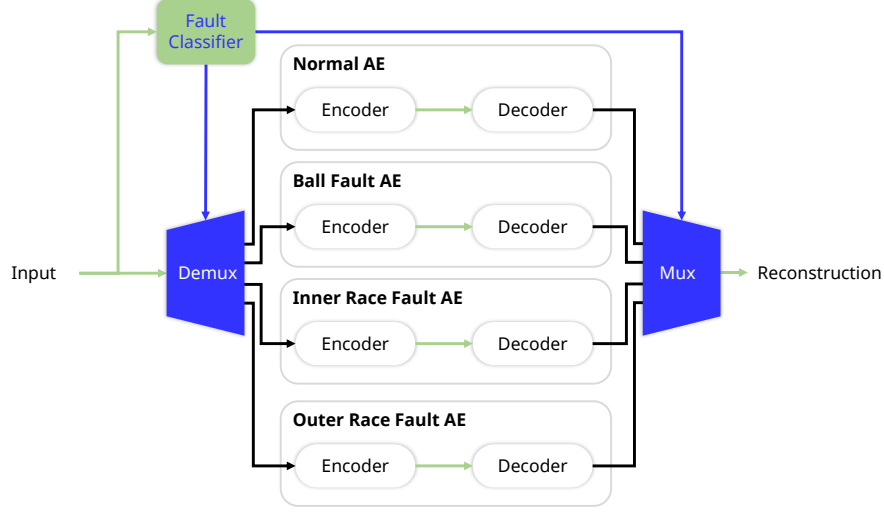 Fault
Classifier
Normal AE
Encoder
Decoder
Ball Fault AE
Encoder
Decoder
Input
Demux
Mux
Reconstruction
Inner Race Fault AE
Encoder
Decoder
Outer Race Fault AE
Encoder
Decoder